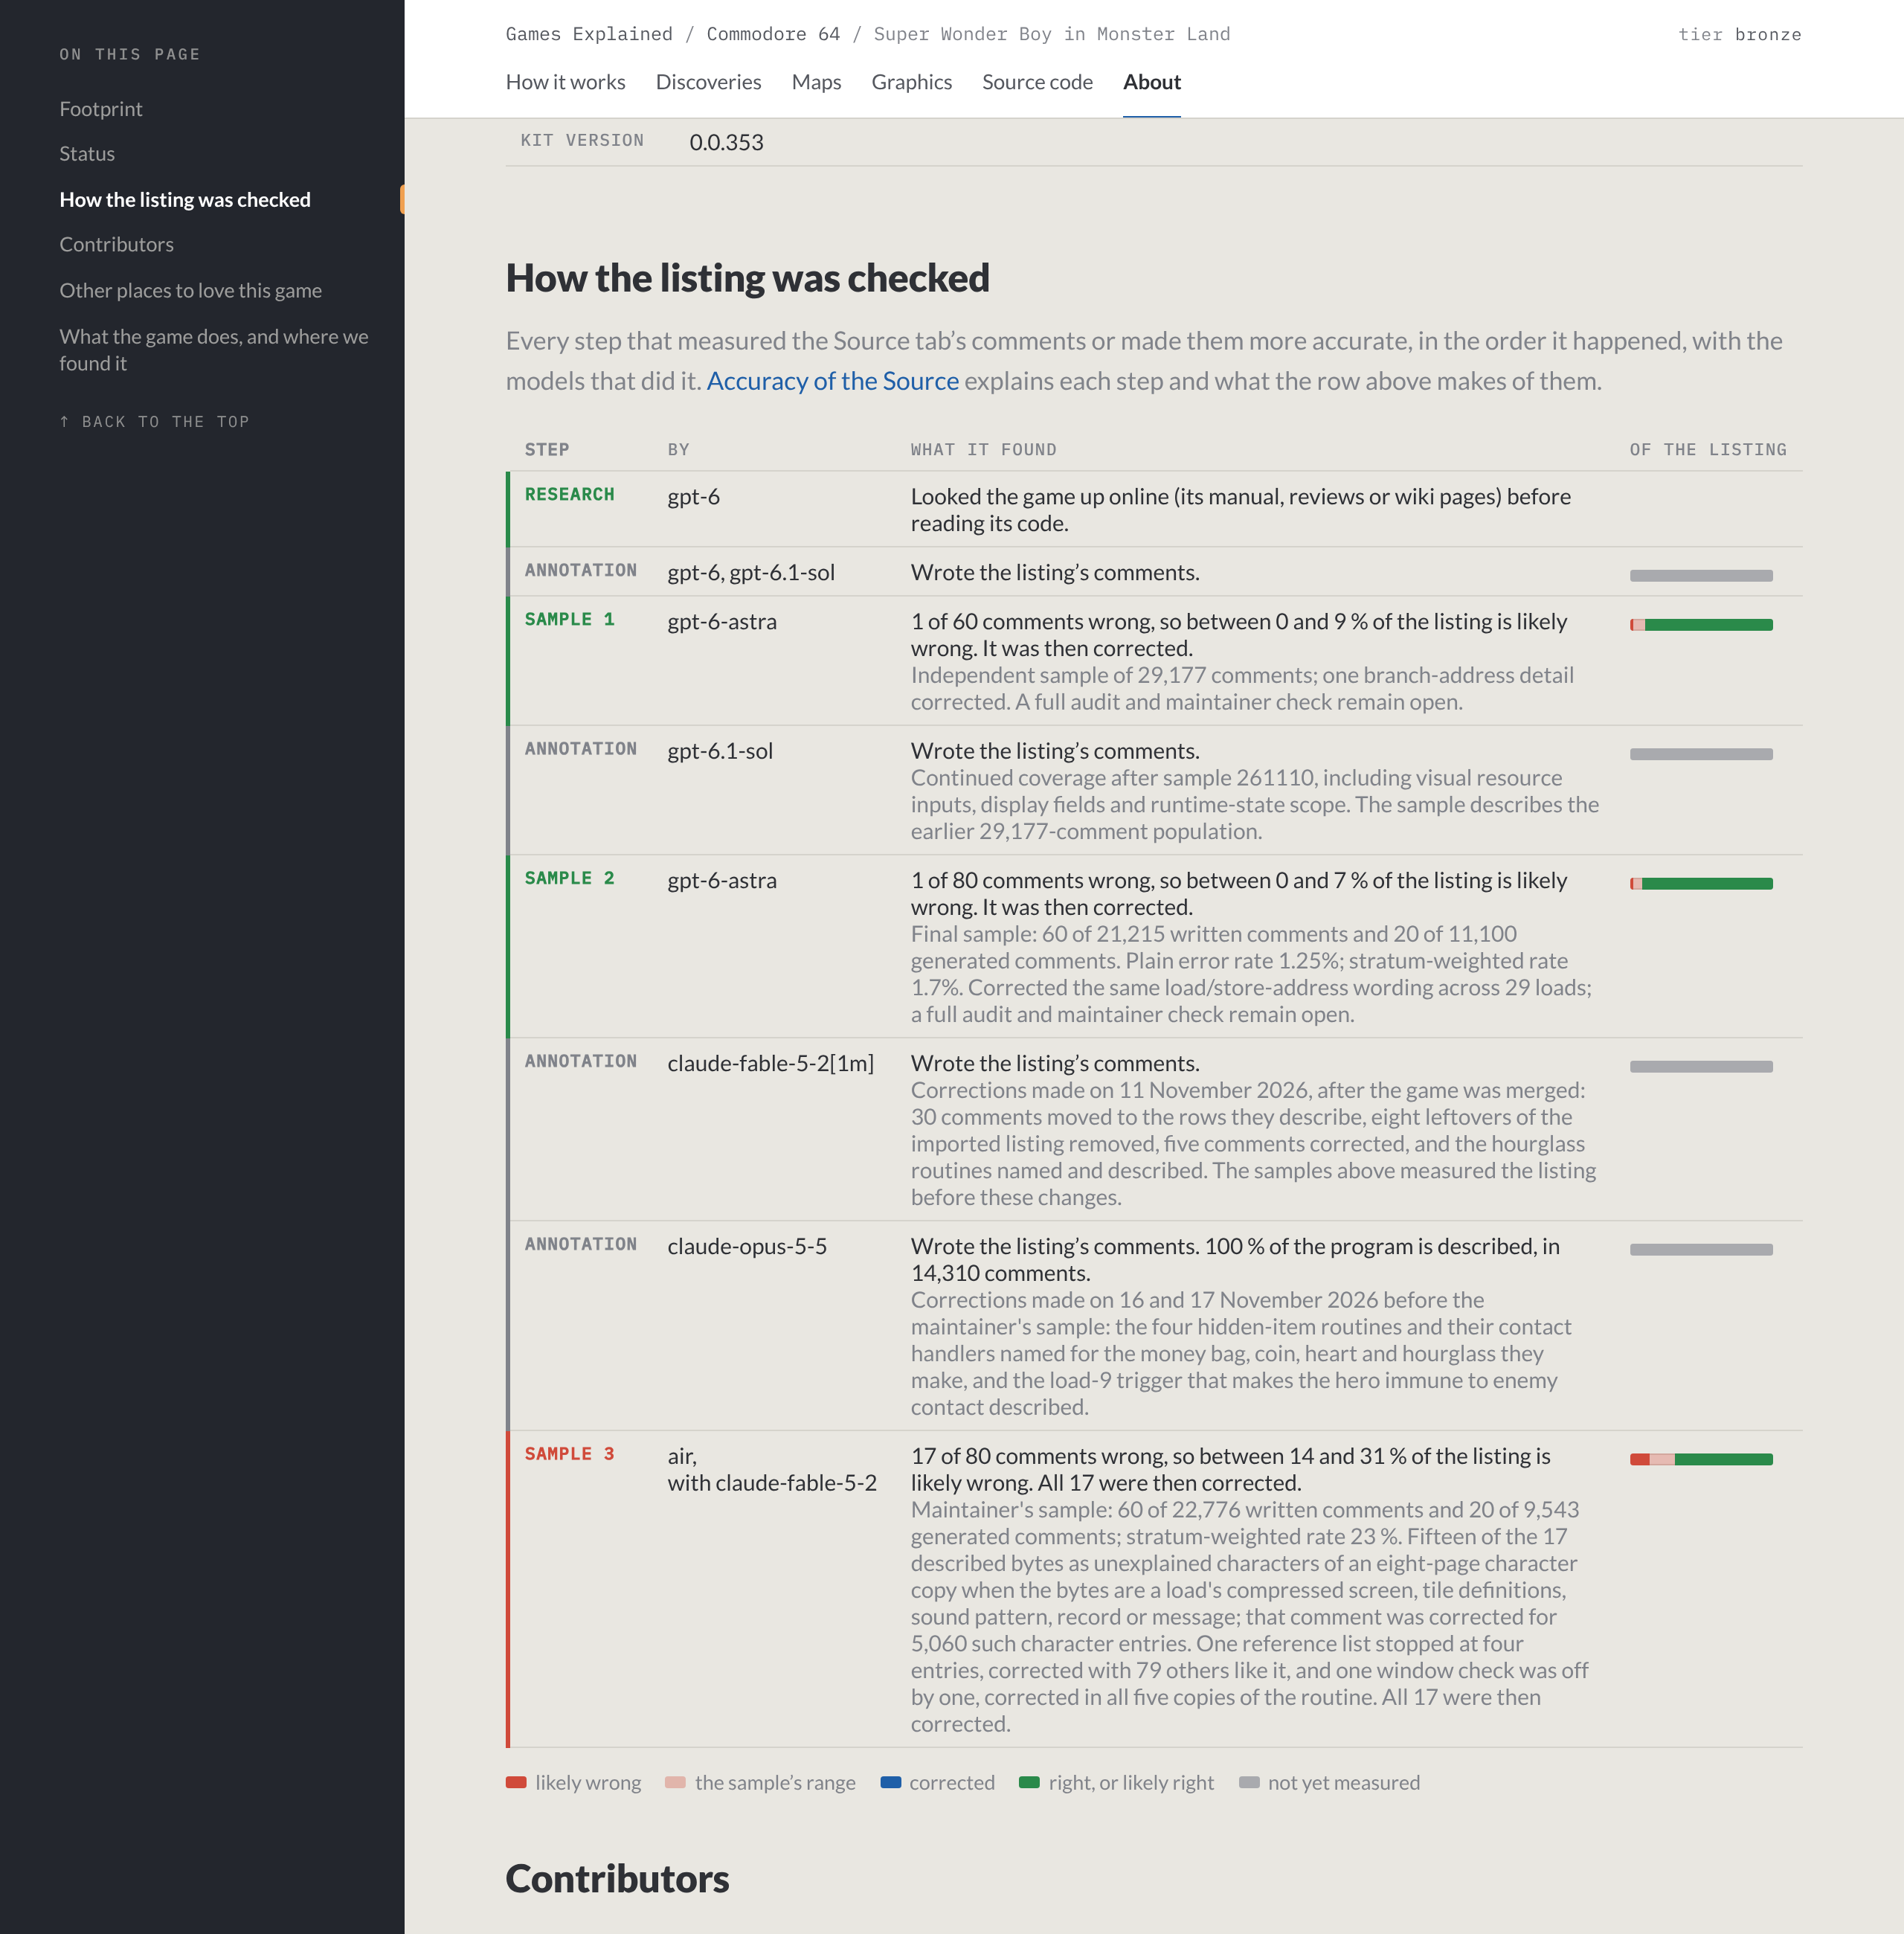 ON THIS PAGE
Footprint
Status
How the listing was checked
Contributors
Other places to love this game
What the game does, and where we
found it
↑ BACK TO THE TOP
Games Explained / Commodore 64 / Super Wonder Boy in Monster Land
tier bronze
How it works Discoveries Maps Graphics Source code About
KIT VERSION 0.0.353
How the listing was checked
Every step that measured the Source tab’s comments or made them more accurate, in the order it happened, with the
models that did it. Accuracy of the Source explains each step and what the row above makes of them.
STEP BY WHAT IT FOUND OF THE LISTING
RESEARCH gpt-6 Looked the game up online (its manual, reviews or wiki pages) before
reading its code.
ANNOTATION gpt-6, gpt-6.1-sol Wrote the listing’s comments.
SAMPLE 1 gpt-6-astra 1 of 60 comments wrong, so between 0 and 9 % of the listing is likely
wrong. It was then corrected.
Independent sample of 29,177 comments; one branch-address detail
corrected. A full audit and maintainer check remain open.
ANNOTATION gpt-6.1-sol Wrote the listing’s comments.
Continued coverage after sample 261110, including visual resource
inputs, display fields and runtime-state scope. The sample describes the
earlier 29,177-comment population.
SAMPLE 2 gpt-6-astra 1 of 80 comments wrong, so between 0 and 7 % of the listing is likely
wrong. It was then corrected.
Final sample: 60 of 21,215 written comments and 20 of 11,100
generated comments. Plain error rate 1.25%; stratum-weighted rate
1.7%. Corrected the same load/store-address wording across 29 loads;
a full audit and maintainer check remain open.
ANNOTATION claude-fable-5-2[1m] Wrote the listing’s comments.
Corrections made on 11 November 2026, after the game was merged:
30 comments moved to the rows they describe, eight leftovers of the
imported listing removed, five comments corrected, and the hourglass
routines named and described. The samples above measured the listing
before these changes.
ANNOTATION claude-opus-5-5 Wrote the listing’s comments. 100 % of the program is described, in
14,310 comments.
Corrections made on 16 and 17 November 2026 before the
maintainer's sample: the four hidden-item routines and their contact
handlers named for the money bag, coin, heart and hourglass they
make, and the load-9 trigger that makes the hero immune to enemy
contact described.
SAMPLE 3 air, 17 of 80 comments wrong, so between 14 and 31 % of the listing is
with claude-fable-5-2 likely wrong. All 17 were then corrected.
Maintainer's sample: 60 of 22,776 written comments and 20 of 9,543
generated comments; stratum-weighted rate 23 %. Fifteen of the 17
described bytes as unexplained characters of an eight-page character
copy when the bytes are a load's compressed screen, tile definitions,
sound pattern, record or message; that comment was corrected for
5,060 such character entries. One reference list stopped at four
entries, corrected with 79 others like it, and one window check was off
by one, corrected in all five copies of the routine. All 17 were then
corrected.
likely wrong the sample’s range corrected right, or likely right not yet measured
Contributors